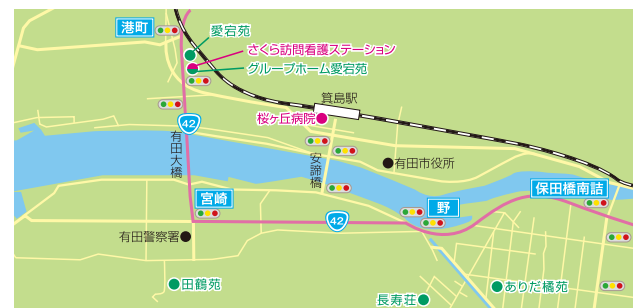 港町
愛宕苑
さくら訪問看護ステーション
グループホーム愛宕苑
箕島駅
桜ヶ丘病院
42
有田大橋
安諦橋
有田市役所
宮崎
野
保田橋南詰
42
有田警察署
田鶴苑
長寿荘
ありだ橘苑